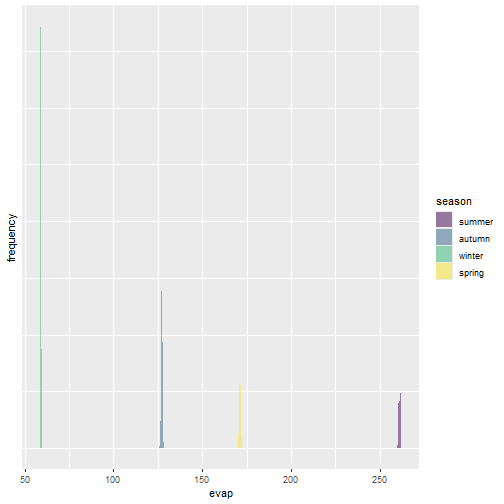 frequency
50 100 150 200 250
evap
season
summer
autumn
winter
spring